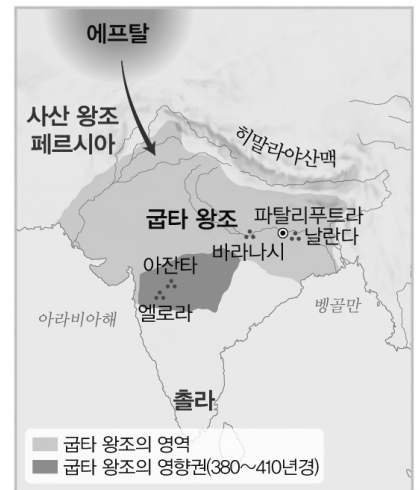 에프탈
사산 왕조
페르시아
히말라야산맥
굽타 왕조
파탈리푸트라
날란다
바라나시
아잔타
엘로라
아라비아해
벵골만
촐라
굽타 왕조의 영역
굽타 왕조의 영향권(380~410년경)